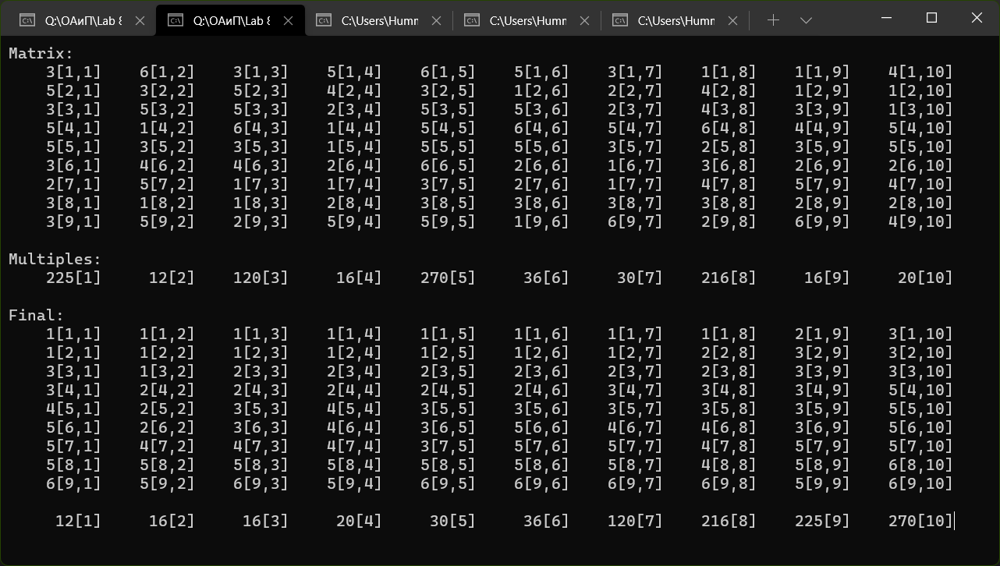 Q:\ОАиП\Lab 8 Q:\ОАиП\Lab 8 C:\Users\Humm C:\Users\Humm C:\Users\Humm
Matrix:
3[1,1] 6[1,2] 3[1,3] 5[1,4] 6[1,5] 5[1,6] 3[1,7] 1[1,8] 1[1,9] 4[1,10]
5[2,1] 3[2,2] 5[2,3] 4[2,4] 3[2,5] 1[2,6] 2[2,7] 4[2,8] 1[2,9] 1[2,10]
3[3,1] 5[3,2] 5[3,3] 2[3,4] 5[3,5] 5[3,6] 2[3,7] 4[3,8] 3[3,9] 1[3,10]
5[4,1] 1[4,2] 6[4,3] 1[4,4] 5[4,5] 6[4,6] 5[4,7] 6[4,8] 4[4,9] 5[4,10]
5[5,1] 3[5,2] 3[5,3] 1[5,4] 5[5,5] 5[5,6] 3[5,7] 2[5,8] 3[5,9] 5[5,10]
3[6,1] 4[6,2] 4[6,3] 2[6,4] 6[6,5] 2[6,6] 1[6,7] 3[6,8] 2[6,9] 2[6,10]
2[7,1] 5[7,2] 1[7,3] 1[7,4] 3[7,5] 2[7,6] 1[7,7] 4[7,8] 5[7,9] 4[7,10]
3[8,1] 1[8,2] 1[8,3] 2[8,4] 3[8,5] 3[8,6] 3[8,7] 3[8,8] 2[8,9] 2[8,10]
3[9,1] 5[9,2] 2[9,3] 5[9,4] 5[9,5] 1[9,6] 6[9,7] 2[9,8] 6[9,9] 4[9,10]
Multiples:
225[1] 12[2] 120[3] 16[4] 270[5] 36[6] 30[7] 216[8] 16[9] 20[10]
Final:
1[1,1] 1[1,2] 1[1,3] 1[1,4] 1[1,5] 1[1,6] 1[1,7] 1[1,8] 2[1,9] 3[1,10]
1[2,1] 1[2,2] 1[2,3] 1[2,4] 1[2,5] 1[2,6] 1[2,7] 2[2,8] 3[2,9] 3[2,10]
3[3,1] 1[3,2] 2[3,3] 2[3,4] 2[3,5] 2[3,6] 2[3,7] 2[3,8] 3[3,9] 3[3,10]
3[4,1] 2[4,2] 2[4,3] 2[4,4] 2[4,5] 2[4,6] 3[4,7] 3[4,8] 3[4,9] 5[4,10]
4[5,1] 2[5,2] 3[5,3] 4[5,4] 3[5,5] 3[5,6] 3[5,7] 3[5,8] 3[5,9] 5[5,10]
5[6,1] 2[6,2] 3[6,3] 4[6,4] 3[6,5] 5[6,6] 4[6,7] 4[6,8] 3[6,9] 5[6,10]
5[7,1] 4[7,2] 4[7,3] 4[7,4] 3[7,5] 5[7,6] 5[7,7] 4[7,8] 5[7,9] 5[7,10]
5[8,1] 5[8,2] 5[8,3] 5[8,4] 5[8,5] 5[8,6] 5[8,7] 4[8,8] 5[8,9] 6[8,10]
6[9,1] 5[9,2] 6[9,3] 5[9,4] 6[9,5] 6[9,6] 6[9,7] 6[9,8] 5[9,9] 6[9,10]
12[1] 16[2] 16[3] 20[4] 30[5] 36[6] 120[7] 216[8] 225[9] 270[10]